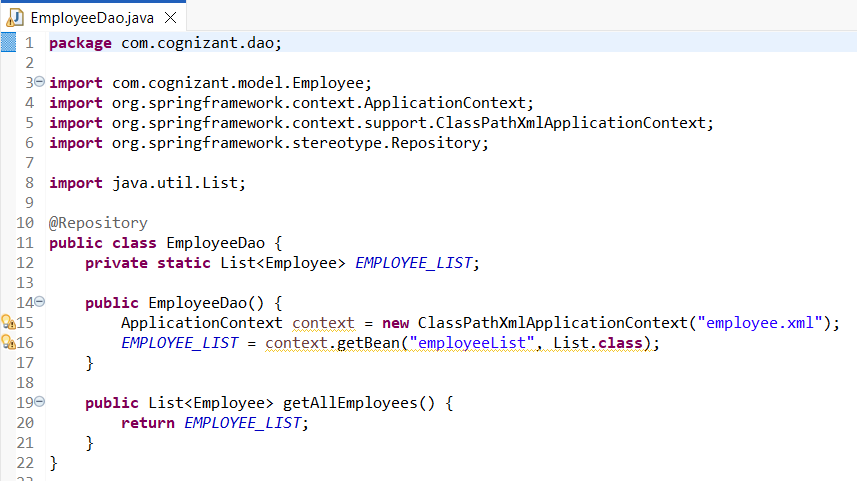 EmployeeDao.java
1 package com.cognizant.dao;
2
3 import com.cognizant.model.Employee;
4 import org.springframework.context.ApplicationContext;
5 import org.springframework.context.support.ClassPathXmlApplicationContext;
6 import org.springframework.stereotype.Repository;
7
8 import java.util.List;
9
10 @Repository
11 public class EmployeeDao {
12     private static List<Employee> EMPLOYEE_LIST;
13
14     public EmployeeDao() {
15         ApplicationContext context = new ClassPathXmlApplicationContext("employee.xml");
16         EMPLOYEE_LIST = context.getBean("employeeList", List.class);
17     }
18
19     public List<Employee> getAllEmployees() {
20         return EMPLOYEE_LIST;
21     }
22 }